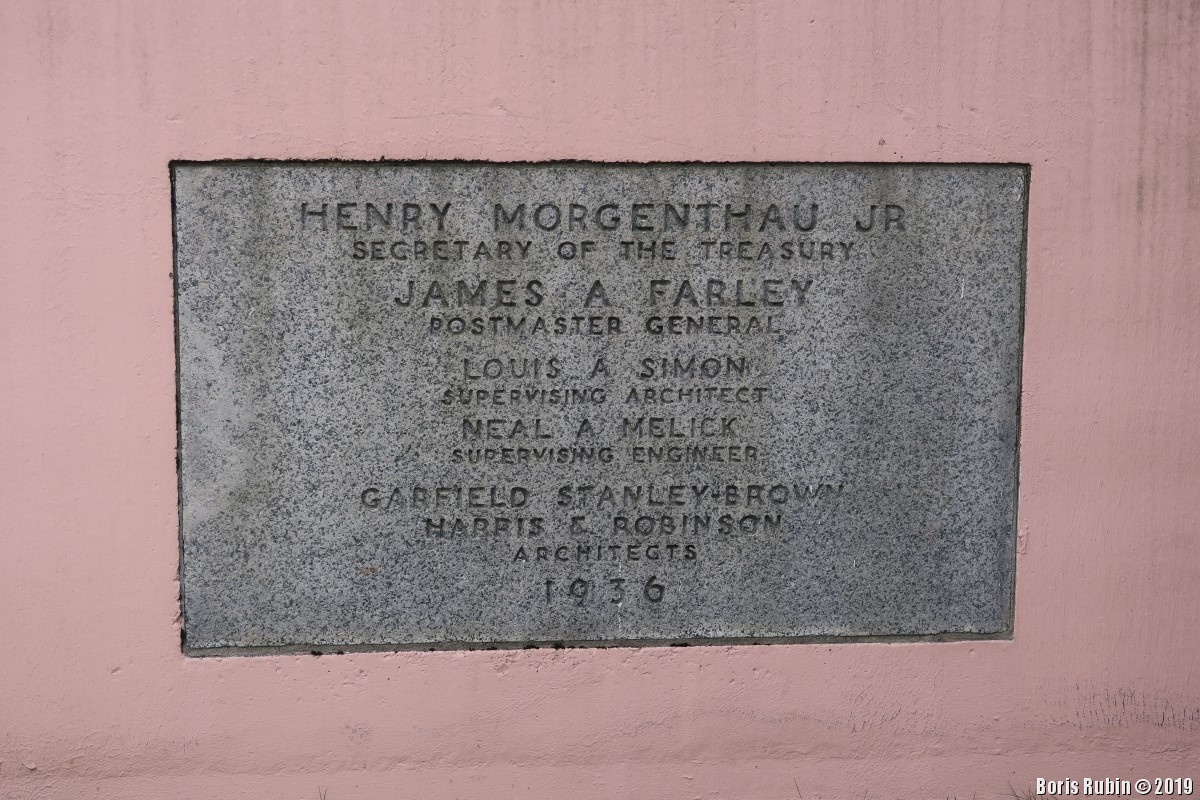 HENRY MORGENTHAU JR
SECRETARY OF THE TREASURY
JAMES A FARLEY
POSTMASTER GENERAL
LOUIS A SIMON
SUPERVISING ARCHITECT
NEAL A MELICK
SUPERVISING ENGINEER
GARFIELD STANLEY-BROWN
HARRIS & ROBINSON
ARCHITECTS
1936
Boris Rubin © 2019